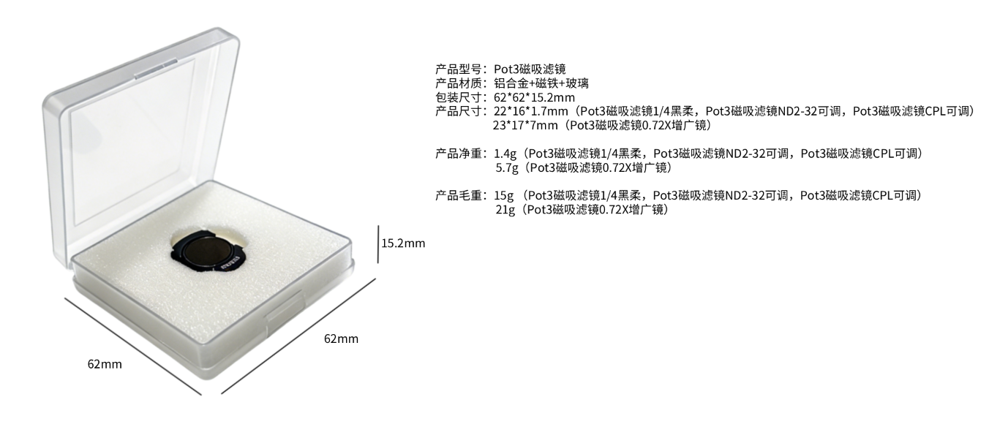 产品型号：Pot3磁吸滤镜
产品材质：铝合金+磁铁+玻璃
包装尺寸：62*62*15.2mm
产品尺寸：22*16*1.7mm（Pot3磁吸滤镜1/4黑柔，Pot3磁吸滤镜ND2-32可调，Pot3磁吸滤镜CPL可调）
23*17*7mm（Pot3磁吸滤镜0.72X增广镜）
产品净重：1.4g（Pot3磁吸滤镜1/4黑柔，Pot3磁吸滤镜ND2-32可调，Pot3磁吸滤镜CPL可调）
5.7g（Pot3磁吸滤镜0.72X增广镜）
产品毛重：15g （Pot3磁吸滤镜1/4黑柔，Pot3磁吸滤镜ND2-32可调，Pot3磁吸滤镜CPL可调）
21g（Pot3磁吸滤镜0.72X增广镜）
15.2mm
62mm
62mm